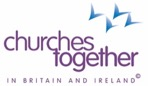 churches
together
IN BRITAIN AND IRELAND©